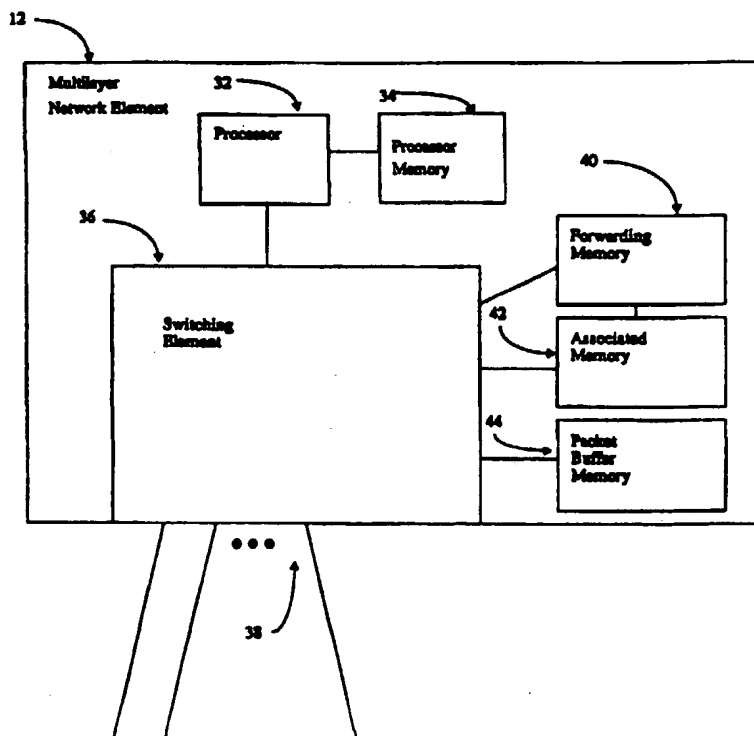 12
Multilayer
Network Element
32
Processor
34
Processor
Memory
40
Forwarding
Memory
36
Switching
Element
42
Associated
Memory
44
Packet
Buffer
Memory
38